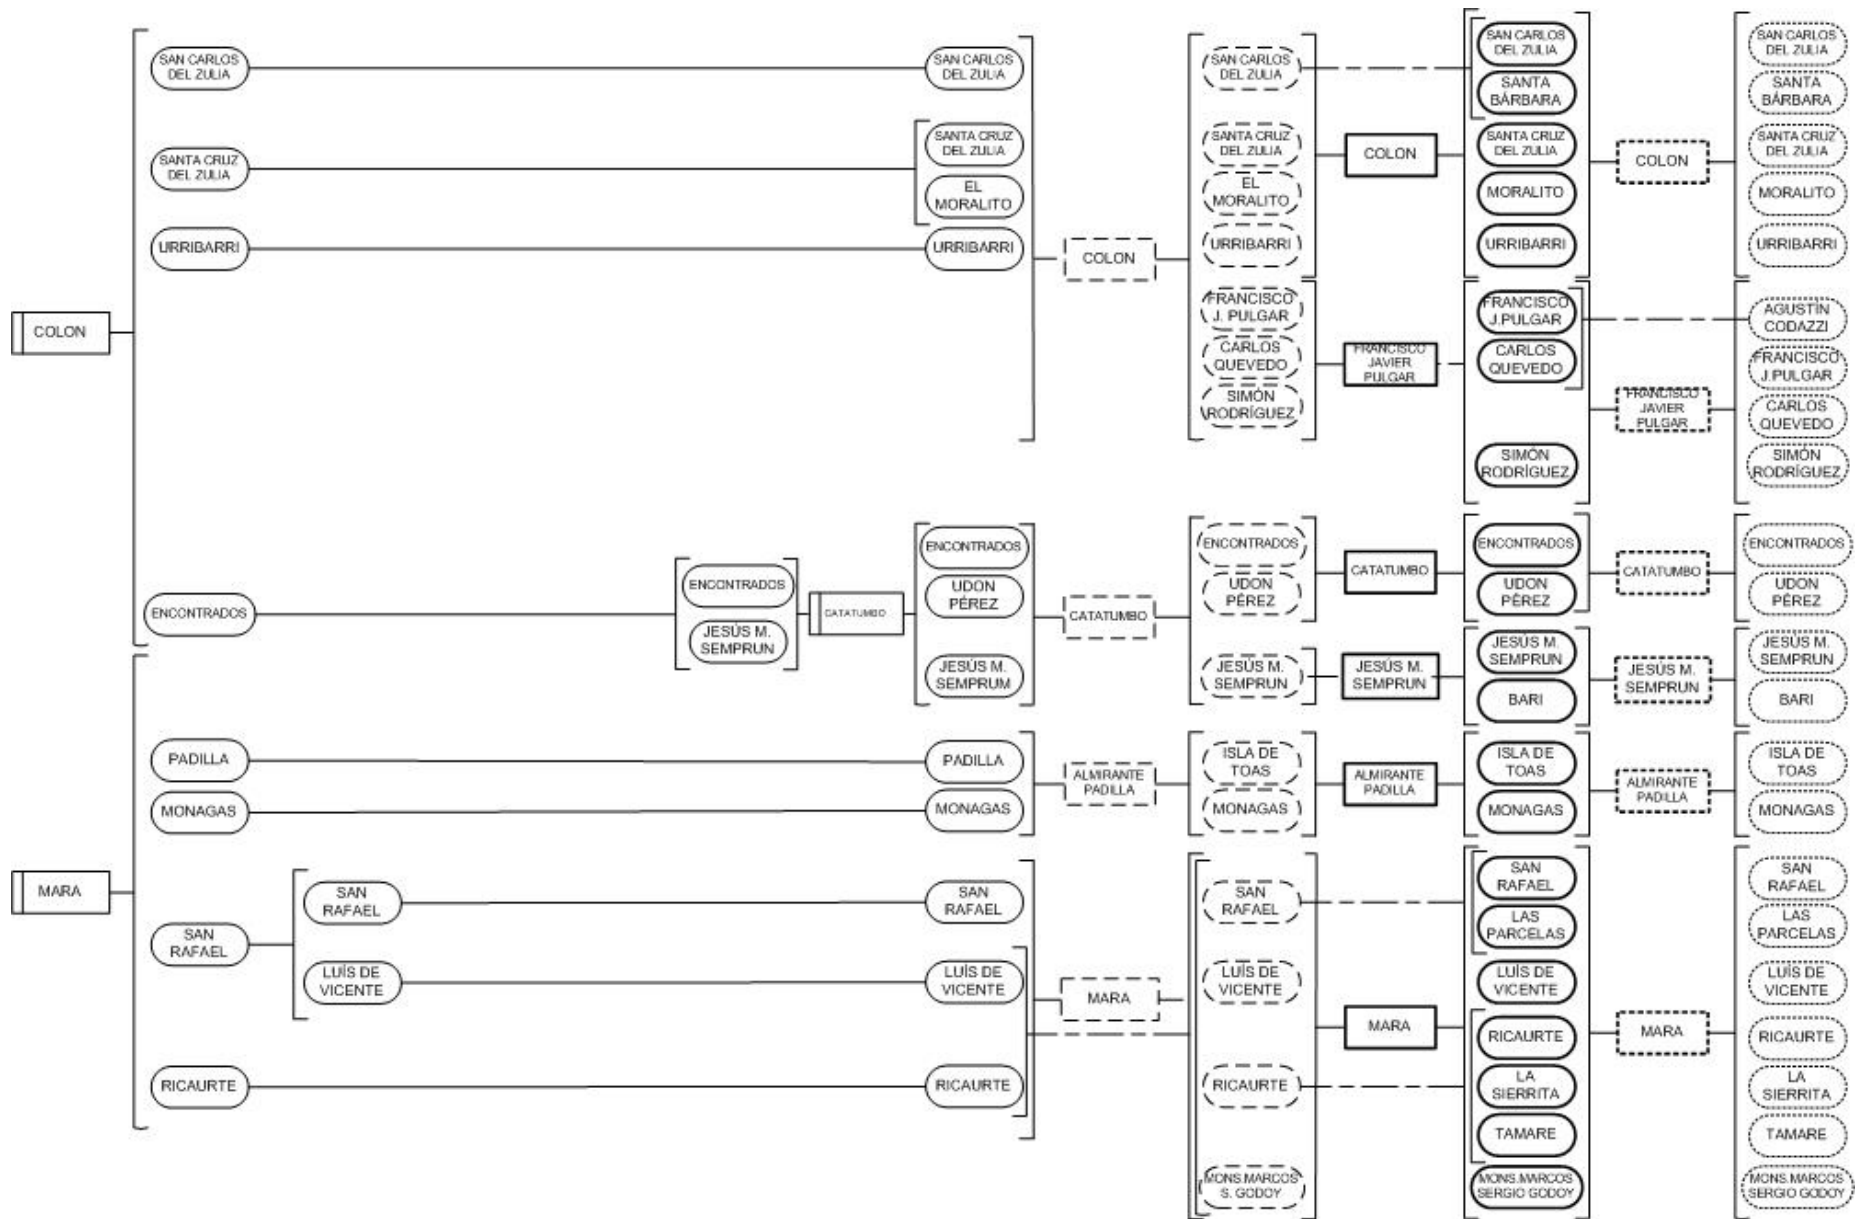 COLON
MARA
SAN CARLOS
DEL ZULIA
SANTA CRUZ
DEL ZULIA
URRIBARRI
ENCONTRADOS
PADILLA
MONAGAS
SAN
RAFAEL
RICAURTE
SAN
RAFAEL
LUÍS DE
VICENTE
ENCONTRADOS
JESÚS M.
SEMPRUN
CATATUMBO
SAN CARLOS
DEL ZULIA
SANTA CRUZ
DEL ZULIA
EL
MORALITO
URRIBARRI
ENCONTRADOS
UDON
PÉREZ
JESÚS M.
SEMPRUM
PADILLA
MONAGAS
SAN
RAFAEL
LUÍS DE
VICENTE
RICAURTE
COLON
CATATUMBO
ALMIRANTE
PADILLA
MARA
SAN CARLOS
DEL ZULIA
SANTA CRUZ
DEL ZULIA
EL
MORALITO
URRIBARRI
FRANCISCO
J. PULGAR
CARLOS
QUEVEDO
SIMÓN
RODRÍGUEZ
ENCONTRADOS
UDON
PÉREZ
JESÚS M.
SEMPRUN
ISLA DE
TOAS
MONAGAS
SAN
RAFAEL
LUÍS DE
VICENTE
RICAURTE
MONS.MARCOS
S. GODOY
COLON
FRANCISCO
JAVIER
PULGAR
CATATUMBO
JESÚS M.
SEMPRUN
ALMIRANTE
PADILLA
MARA
SAN CARLOS
DEL ZULIA
SANTA
BÁRBARA
SANTA CRUZ
DEL ZULIA
MORALITO
URRIBARRI
FRANCISCO
J.PULGAR
CARLOS
QUEVEDO
SIMÓN
RODRÍGUEZ
ENCONTRADOS
UDON
PÉREZ
JESÚS M.
SEMPRUN
BARI
ISLA DE
TOAS
MONAGAS
SAN
RAFAEL
LAS
PARCELAS
LUÍS DE
VICENTE
RICAURTE
LA
SIERRITA
TAMARE
MONS.MARCOS
SERGIO GODOY
COLON
FRANCISCO
JAVIER
PULGAR
CATATUMBO
JESÚS M.
SEMPRUN
ALMIRANTE
PADILLA
MARA
SAN CARLOS
DEL ZULIA
SANTA
BÁRBARA
SANTA CRUZ
DEL ZULIA
MORALITO
URRIBARRI
AGUSTÍN
CODAZZI
FRANCISCO
J.PULGAR
CARLOS
QUEVEDO
SIMÓN
RODRÍGUEZ
ENCONTRADOS
UDON
PÉREZ
JESÚS M.
SEMPRUN
BARI
ISLA DE
TOAS
MONAGAS
SAN
RAFAEL
LAS
PARCELAS
LUÍS DE
VICENTE
RICAURTE
LA
SIERRITA
TAMARE
MONS.MARCOS
SERGIO GODOY